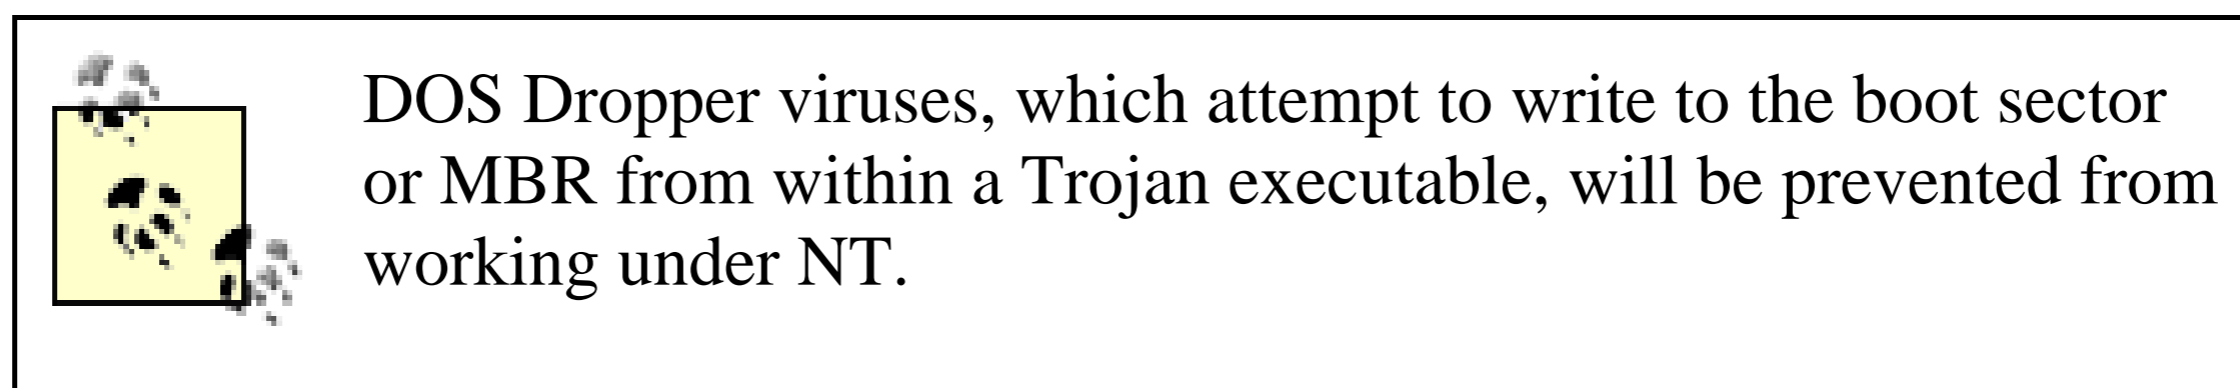 DOS Dropper viruses, which attempt to write to the boot sector
or MBR from within a Trojan executable, will be prevented from
working under NT.